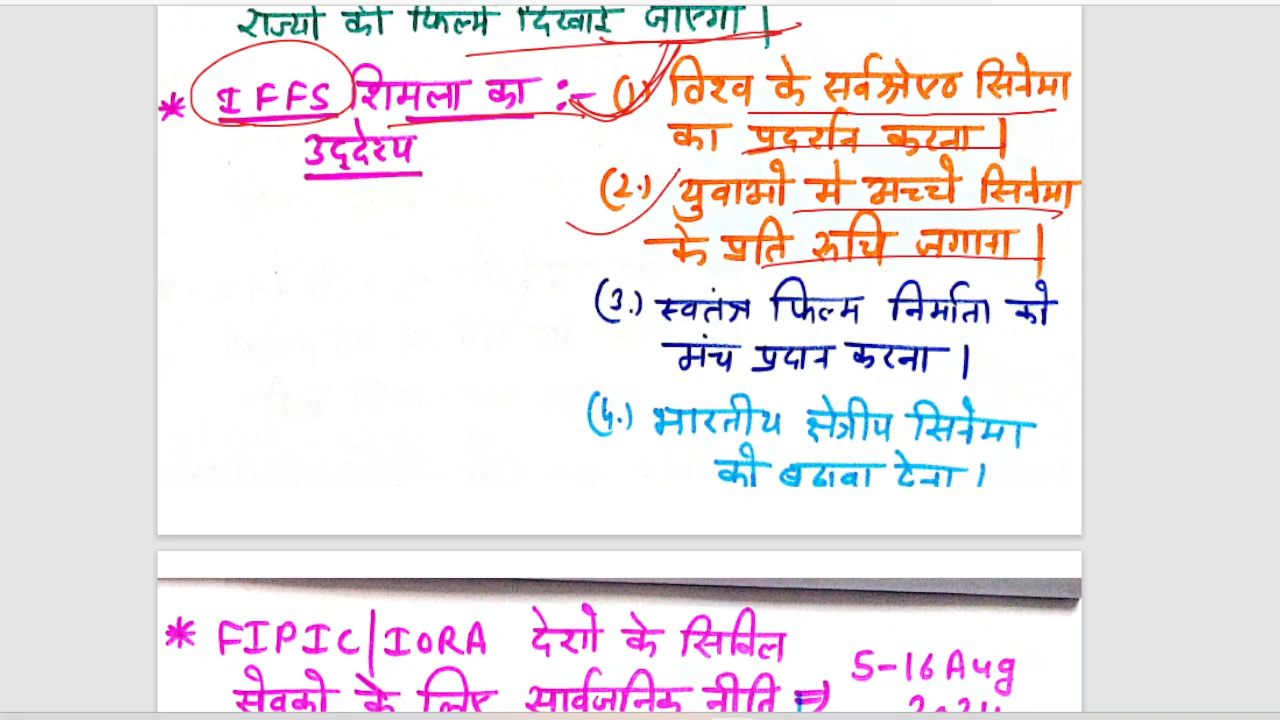 राज्यो की फिल्मे दिखाई जाएगी |
* IFFS शिमला का :- (1) विश्व के सर्वश्रेष्ठ सिनेमा
उद्देश्य
का प्रदर्शन करना |
(2.) युवाओ मे अच्छे सिनेमा
के प्रति रूचि जगाना |
(3.) स्वतंत्र फिल्म निर्माता को
मंच प्रदान करना |
(4.) भारतीय क्षेत्रीय सिनेमा
को बढावा देना |
* FIPIC/IORA देशो के सिविल
सेवको के लिए सार्वजनिक नीति ⇒
5-16 Aug
2024